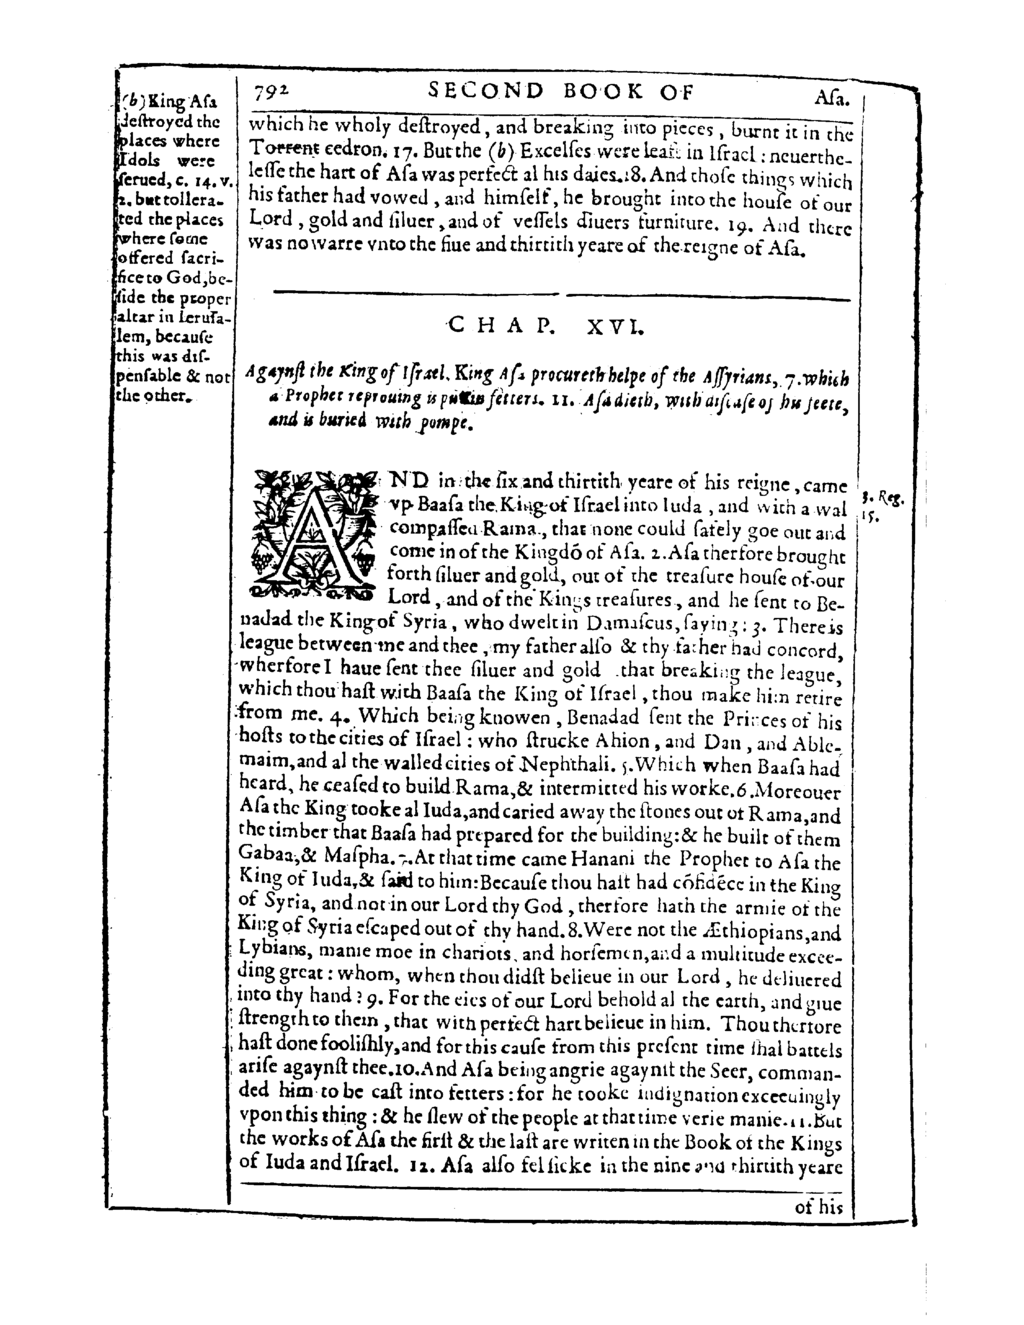 792 SECOND BOOK OF Aſa.
(b) King Aſa
deſtroyed the
places where
Idols were
ſerued, c. 14. v.
2. but tollera-
ted the places
where ſome
offered ſacri-
fice to God, be-
ſide the proper
altar in Ieruſa-
lem, becauſe
this was diſ-
penſable & not
the other.
which he wholy deſtroyed, and breaking into pieces, burnt it in the
Torrent cedron. 17. But the (b) Excelſes were leaft in Iſrael: neuerthe-
leſſe the hart of Aſa was perfect al his daies. 18. And thoſe things which
his father had vowed, and himſelf, he brought into the houſe of our
Lord, gold and ſiluer, and of veſſels diuers furniture. 19. And there
was no warre vnto the fiue and thirtith yeare of the reigne of Aſa.
CHAP. XVI.
Agaynſt the King of Iſrael, King Aſa procureth helpe of the Aſſyrians, 7. which
a Prophet reprouing is put in fetters. 11. Aſa dieth, with diſeaſe of his feete,
and is buried with pompe.
AND in the ſix and thirtith yeare of his reigne, came
vp Baaſa the King of Iſrael into Iuda, and with a wal
compaſſed Rama, that none could ſafely goe out and
come in of the Kingdõ of Aſa. 2. Aſa therfore brought
forth ſiluer and gold, out of the treaſure houſe of our
Lord, and of the Kings treaſures, and he ſent to Be-
nadad the King of Syria, who dwelt in Damaſcus, ſaying: 3. There is
league between me and thee, my father alſo & thy father had concord,
wherfore I haue ſent thee ſiluer and gold that breaking the league,
which thou haſt with Baaſa the King of Iſrael, thou make him retire
from me. 4. Which being knowen, Benadad ſent the Princes of his
hoſts to the cities of Iſrael: who ſtrucke Ahion, and Dan, and Able-
maim, and al the walled cities of Nephthali. 5. Which when Baaſa had
heard, he ceaſed to build Rama, & intermitted his worke. 6. Moreouer
Aſa the King tooke al Iuda, and caried away the ſtones out of Rama, and
the timber that Baaſa had prepared for the building: & he built of them
Gabaa, & Maſpha. 7. At that time came Hanani the Prophet to Aſa the
King of Iuda, & ſaid to him: Becauſe thou haſt had cõfidéce in the King
of Syria, and not in our Lord thy God, therfore hath the armie of the
King of Syria eſcaped out of thy hand. 8. Were not the Æthiopians, and
Lybians, manie moe in chariots, and horſemen, and a multitude excee-
ding great: whom, when thou didſt belieue in our Lord, he deliuered
into thy hand? 9. For the eies of our Lord behold al the earth, and giue
ſtrength to them, that with perfect hart belieue in him. Thou therfore
haſt done fooliſhly, and for this cauſe from this preſent time ſhal battels
ariſe agaynſt thee. 10. And Aſa being angrie agaynſt the Seer, comman-
ded him to be caſt into fetters: for he tooke indignation exceedingly
vpon this thing: & he ſlew of the people at that time verie manie. 11. But
the works of Aſa the firſt & the laſt are writen in the Book of the Kings
of Iuda and Iſrael. 12. Aſa alſo fel ſicke in the nine and thirtith yeare
of his
3. Reg.
15.